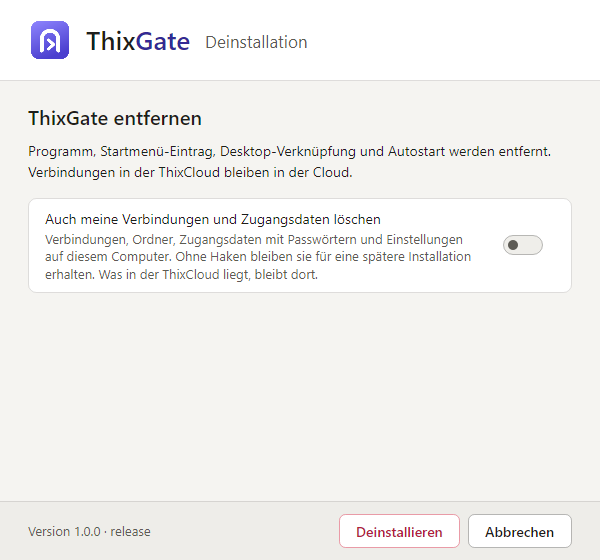 ThixGate Deinstallation
ThixGate entfernen
Programm, Startmenü-Eintrag, Desktop-Verknüpfung und Autostart werden entfernt.
Verbindungen in der ThixCloud bleiben in der Cloud.
Auch meine Verbindungen und Zugangsdaten löschen
Verbindungen, Ordner, Zugangsdaten mit Passwörtern und Einstellungen
auf diesem Computer. Ohne Haken bleiben sie für eine spätere Installation
erhalten. Was in der ThixCloud liegt, bleibt dort.
Version 1.0.0 · release
Deinstallieren
Abbrechen